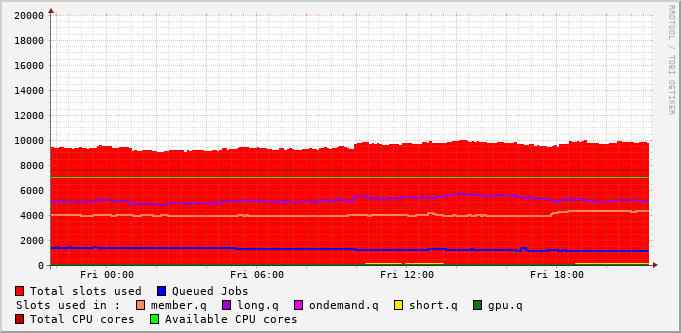 RRDTOOL / TOBI OETIKER
20000
18000
16000
14000
12000
10000
8000
6000
4000
2000
0
Fri 00:00 Fri 06:00 Fri 12:00 Fri 18:00
Total slots used Queued Jobs
Slots used in : member.q long.q ondemand.q short.q gpu.q
Total CPU cores Available CPU cores